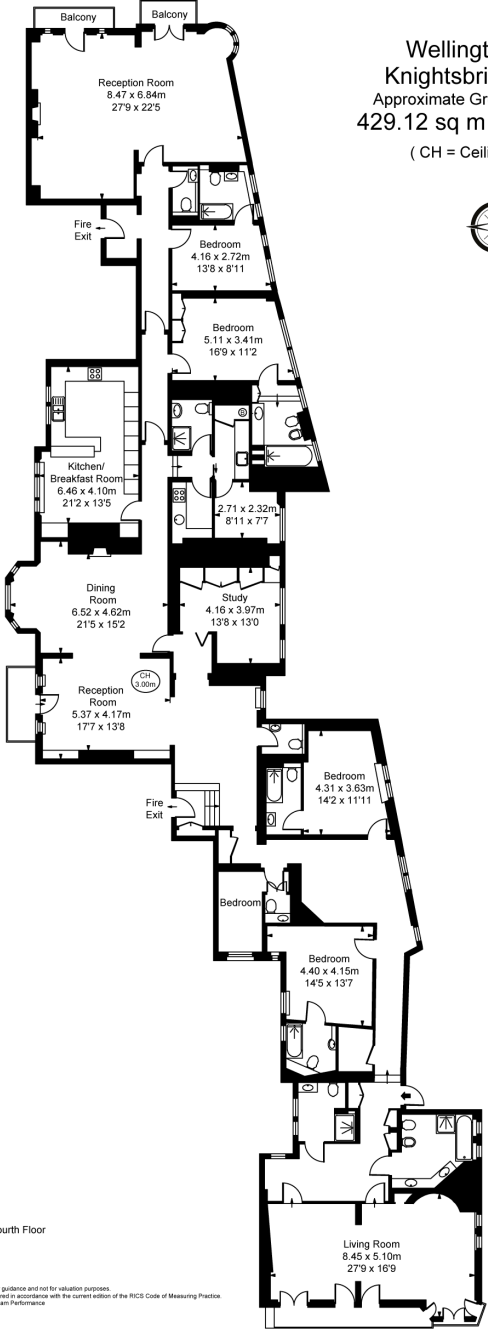 Balcony
Balcony
Wellingt
Knightsbri
Approximate Gr
429.12 sq m
( CH = Ceili
Reception Room
8.47 x 6.84m
27'9 x 22'5
Fire
Exit
Bedroom
4.16 x 2.72m
13'8 x 8'11
Bedroom
5.11 x 3.41m
16'9 x 11'2
Kitchen/
Breakfast Room
6.46 x 4.10m
21'2 x 13'5
2.71 x 2.32m
8'11 x 7'7
Dining
Room
6.52 x 4.62m
21'5 x 15'2
Study
4.16 x 3.97m
13'8 x 13'0
CH
3.00m
Reception
Room
5.37 x 4.17m
17'7 x 13'8
Bedroom
4.31 x 3.63m
14'2 x 11'11
Fire
Exit
Bedroom
Bedroom
4.40 x 4.15m
14'5 x 13'7
Living Room
8.45 x 5.10m
27'9 x 16'9
urth Floor
guidance and not for valuation purposes.
red in accordance with the current edition of the RICS Code of Measuring Practice.
am Performance